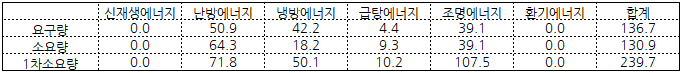 신재생에너지 난방에너지 냉방에너지 급탕에너지 조명에너지 환기에너지 합계
요구량 0.0 50.9 42.2 4.4 39.1 0.0 136.7
소요량 0.0 64.3 18.2 9.3 39.1 0.0 130.9
1차소요량 0.0 71.8 50.1 10.2 107.5 0.0 239.7